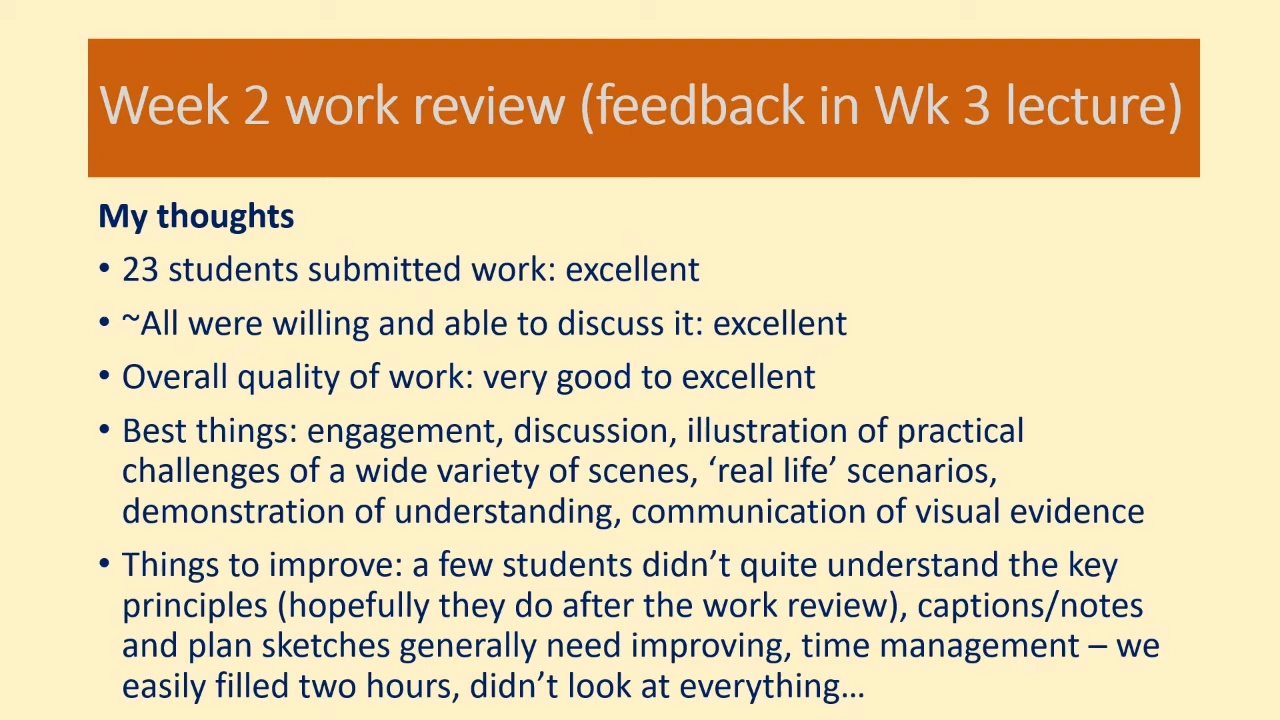 Week 2 work review (feedback in Wk 3 lecture)
My thoughts
• 23 students submitted work: excellent
• ~All were willing and able to discuss it: excellent
• Overall quality of work: very good to excellent
• Best things: engagement, discussion, illustration of practical
challenges of a wide variety of scenes, ‘real life’ scenarios,
demonstration of understanding, communication of visual evidence
• Things to improve: a few students didn’t quite understand the key
principles (hopefully they do after the work review), captions/notes
and plan sketches generally need improving, time management – we
easily filled two hours, didn’t look at everything…